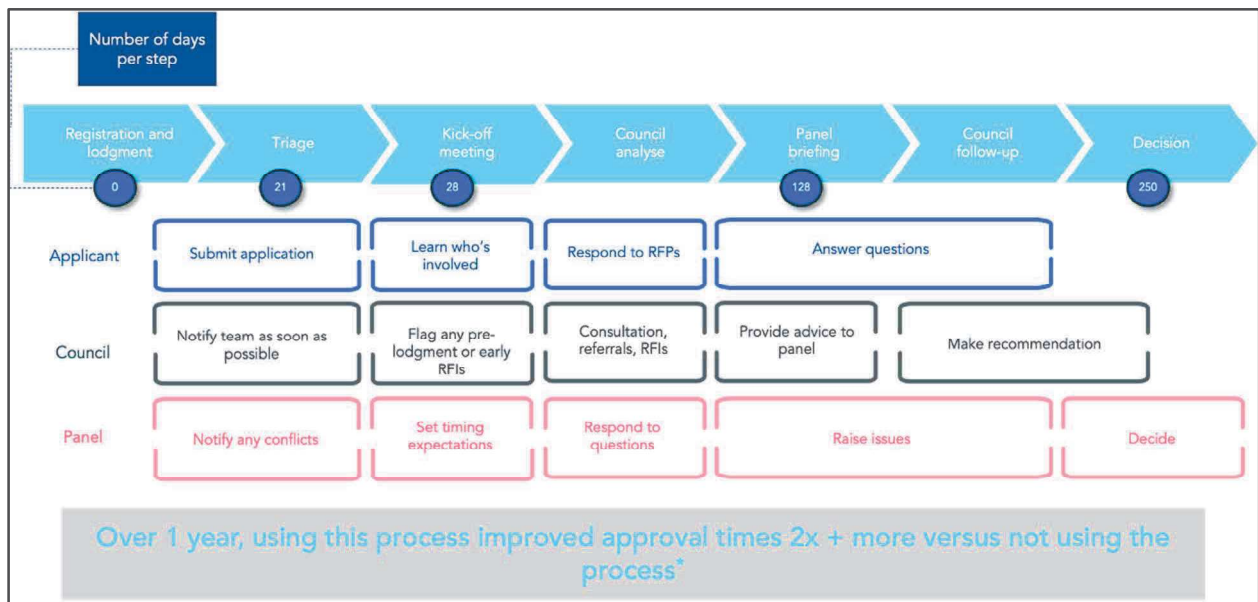 Number of days
per step
Registration and
lodgment
Triage
Kick-off
meeting
Council
analyse
Panel
briefing
Council
follow-up
Decision
0
21
28
128
250
Applicant
Submit application
Learn who's
involved
Respond to RFPs
Answer questions
Council
Notify team as soon as
possible
Flag any pre-
lodgment or early
RFIs
Consultation,
referrals, RFIs
Provide advice to
panel
Make recommendation
Panel
Notify any conflicts
Set timing
expectations
Respond to
questions
Raise issues
Decide
Over 1 year, using this process improved approval times 2x + more versus not using the
process*